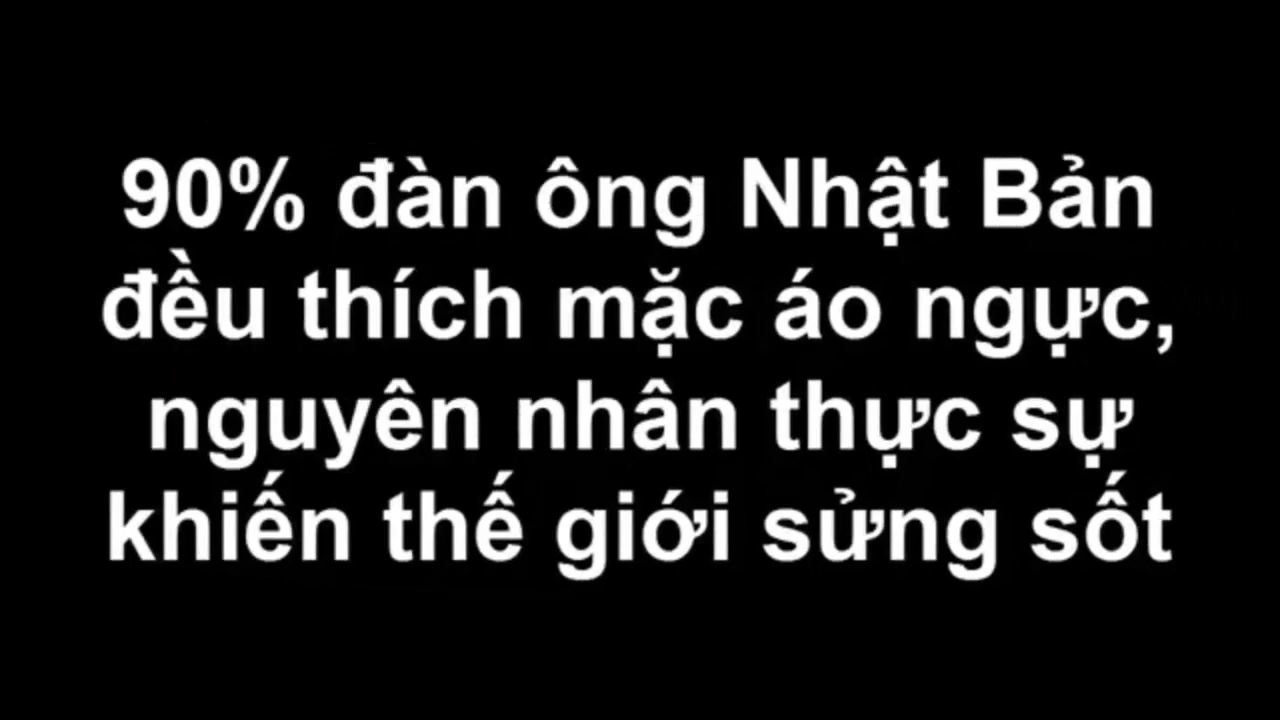 90% đàn ông Nhật Bản
đều thích mặc áo ngực,
nguyên nhân thực sự
khiến thế giới sửng sốt